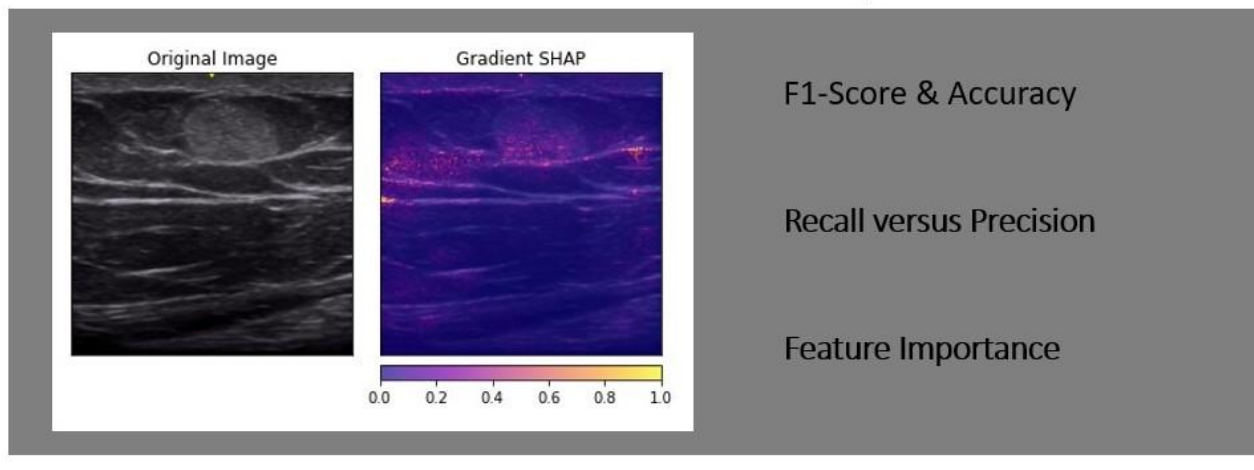 Original Image
Gradient SHAP
0.0 0.2 0.4 0.6 0.8 1.0
F1-Score & Accuracy
Recall versus Precision
Feature Importance